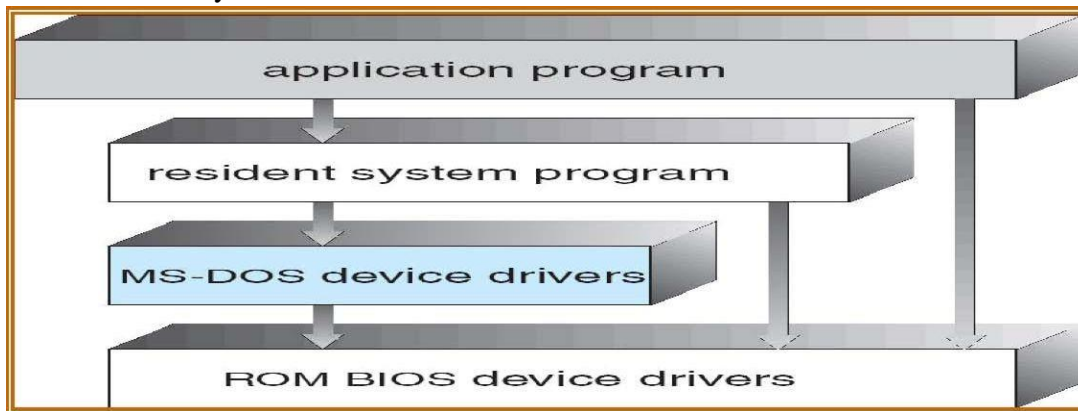 application program
resident system program
MS-DOS device drivers
ROM BIOS device drivers